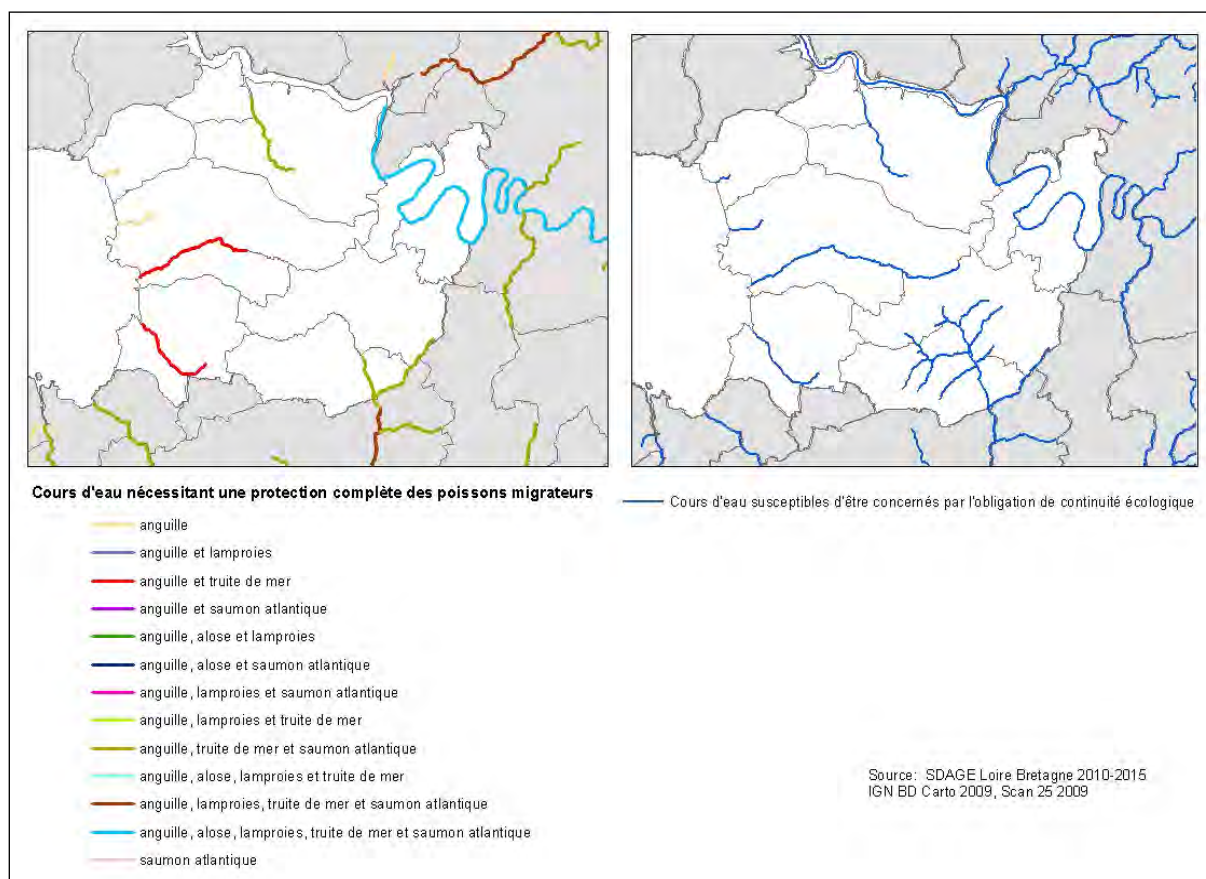 Cours d'eau nécessitant une protection complète des poissons migrateurs
anguille
anguille et lamproies
anguille et truite de mer
anguille et saumon atlantique
anguille, alose et lamproies
anguille, alose et saumon atlantique
anguille, lamproies et saumon atlantique
anguille, lamproies et truite de mer
anguille, truite de mer et saumon atlantique
anguille, alose, lamproies et truite de mer
anguille, lamproies, truite de mer et saumon atlantique
anguille, alose, lamproies, truite de mer et saumon atlantique
saumon atlantique
Cours d'eau susceptibles d'être concernés par l'obligation de continuité écologique
Source: SDAGE Loire Bretagne 2010-2015
IGN BD Carto 2009, Scan 25 2009